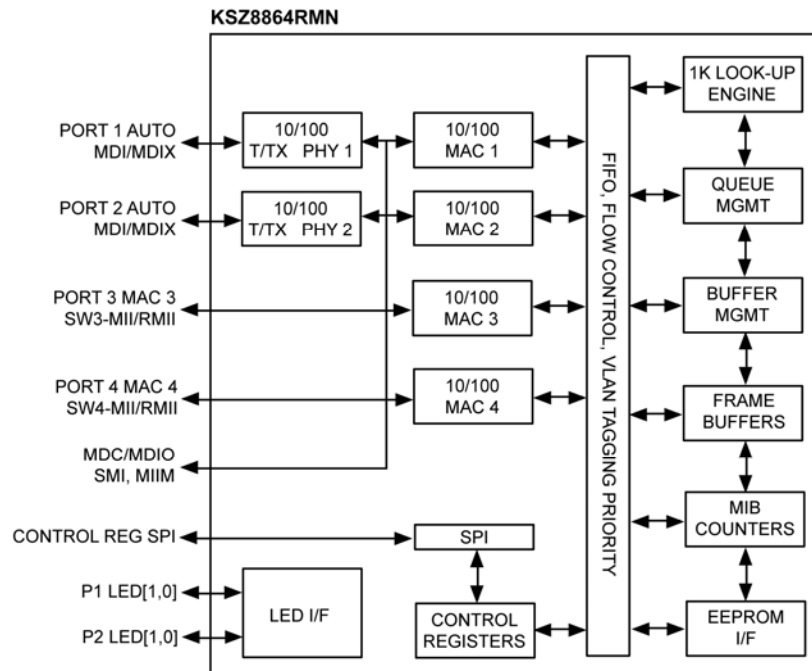 KSZ8864RMN
PORT 1 AUTO
MDI/MDIX
10/100
T/TX PHY 1
10/100
MAC 1
PORT 2 AUTO
MDI/MDIX
10/100
T/TX PHY 2
10/100
MAC 2
PORT 3 MAC 3
SW3-MII/RMII
10/100
MAC 3
PORT 4 MAC 4
SW4-MII/RMII
10/100
MAC 4
MDC/MDIO
SMI, MIIM
CONTROL REG SPI
SPI
P1 LED[1,0]
P2 LED[1,0]
LED I/F
CONTROL
REGISTERS
FIFO, FLOW CONTROL, VLAN TAGGING PRIORITY
1K LOOK-UP
ENGINE
QUEUE
MGMT
BUFFER
MGMT
FRAME
BUFFERS
MIB
COUNTERS
EEPROM
I/F